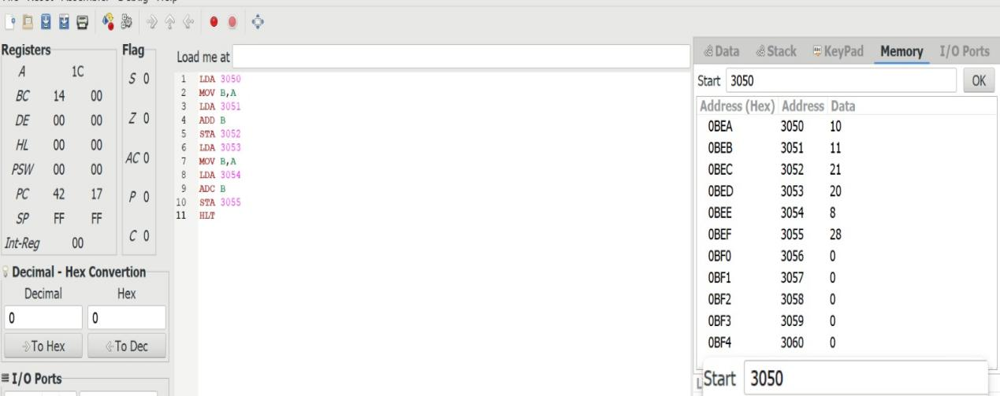 File Reset Assembler Debug Help
Registers
A 1C
BC 14 00
DE 00 00
HL 00 00
PSW 00 00
PC 42 17
SP FF FF
Int-Reg 00
Flag
S 0
Z 0
AC 0
P 0
C 0
Decimal - Hex Convertion
Decimal Hex
0 0
To Hex To Dec
I/O Ports
Load me at
1 LDA 3050
2 MOV B,A
3 LDA 3051
4 ADD B
5 STA 3052
6 LDA 3053
7 MOV B,A
8 LDA 3054
9 ADC B
10 STA 3055
11 HLT
Data Stack KeyPad Memory I/O Ports
Start 3050 OK
Address (Hex) Address Data
0BEA 3050 10
0BEB 3051 11
0BEC 3052 21
0BED 3053 20
0BEE 3054 8
0BEF 3055 28
0BF0 3056 0
0BF1 3057 0
0BF2 3058 0
0BF3 3059 0
0BF4 3060 0
Start 3050